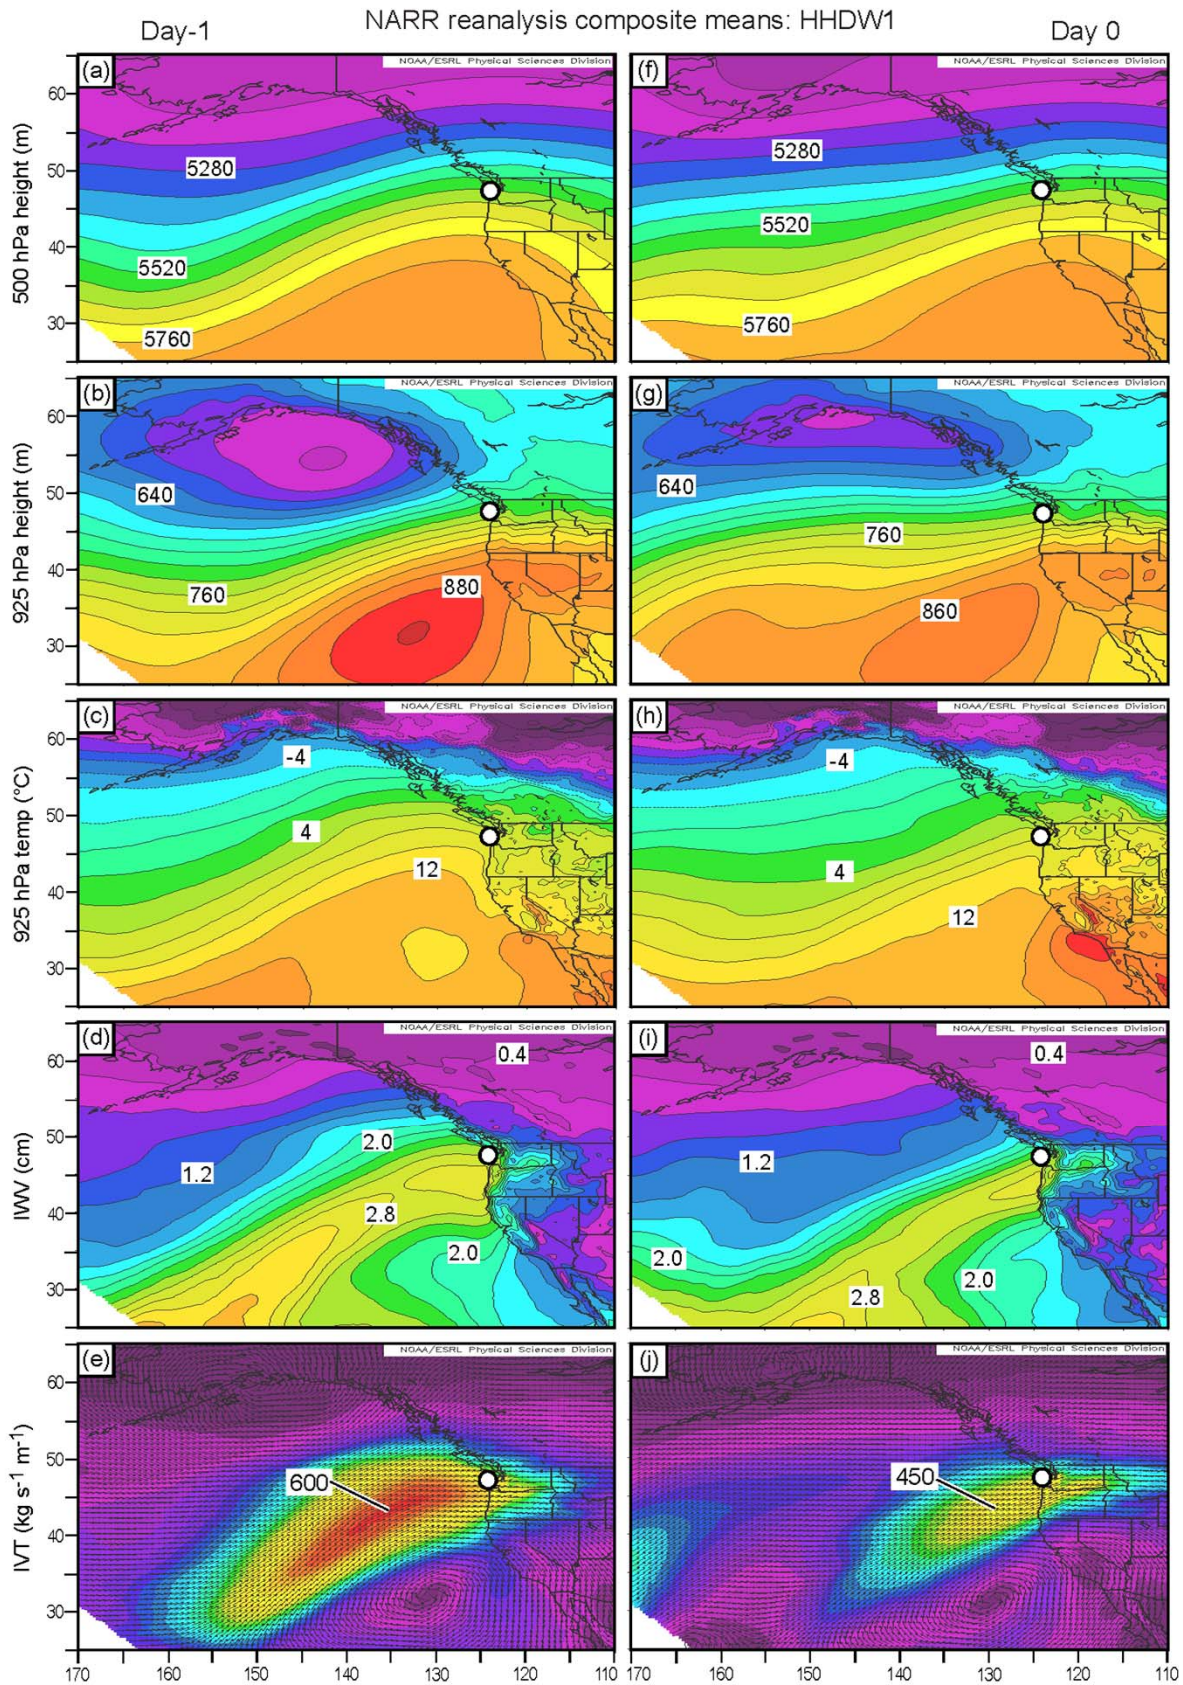 NARR reanalysis composite means: HHDW1
Day-1
Day 0
(a)
NOAA/ESRL Physical Sciences Division
500 hPa height (m)
60
50
40
30
5280
5520
5760
(f)
NOAA/ESRL Physical Sciences Division
5280
5520
5760
(b)
NOAA/ESRL Physical Sciences Division
925 hPa height (m)
60
50
40
30
640
760
880
(g)
NOAA/ESRL Physical Sciences Division
640
760
860
(c)
NOAA/ESRL Physical Sciences Division
925 hPa temp (°C)
60
50
40
30
-4
4
12
(h)
NOAA/ESRL Physical Sciences Division
-4
4
12
(d)
NOAA/ESRL Physical Sciences Division
IWV (cm)
60
50
40
30
0.4
2.0
1.2
2.8
2.0
(i)
NOAA/ESRL Physical Sciences Division
0.4
1.2
2.0
2.0
2.8
(e)
NOAA/ESRL Physical Sciences Division
IVT (kg s-1 m-1)
60
50
40
30
600
(j)
NOAA/ESRL Physical Sciences Division
450
170 160 150 140 130 120 110
170 160 150 140 130 120 110